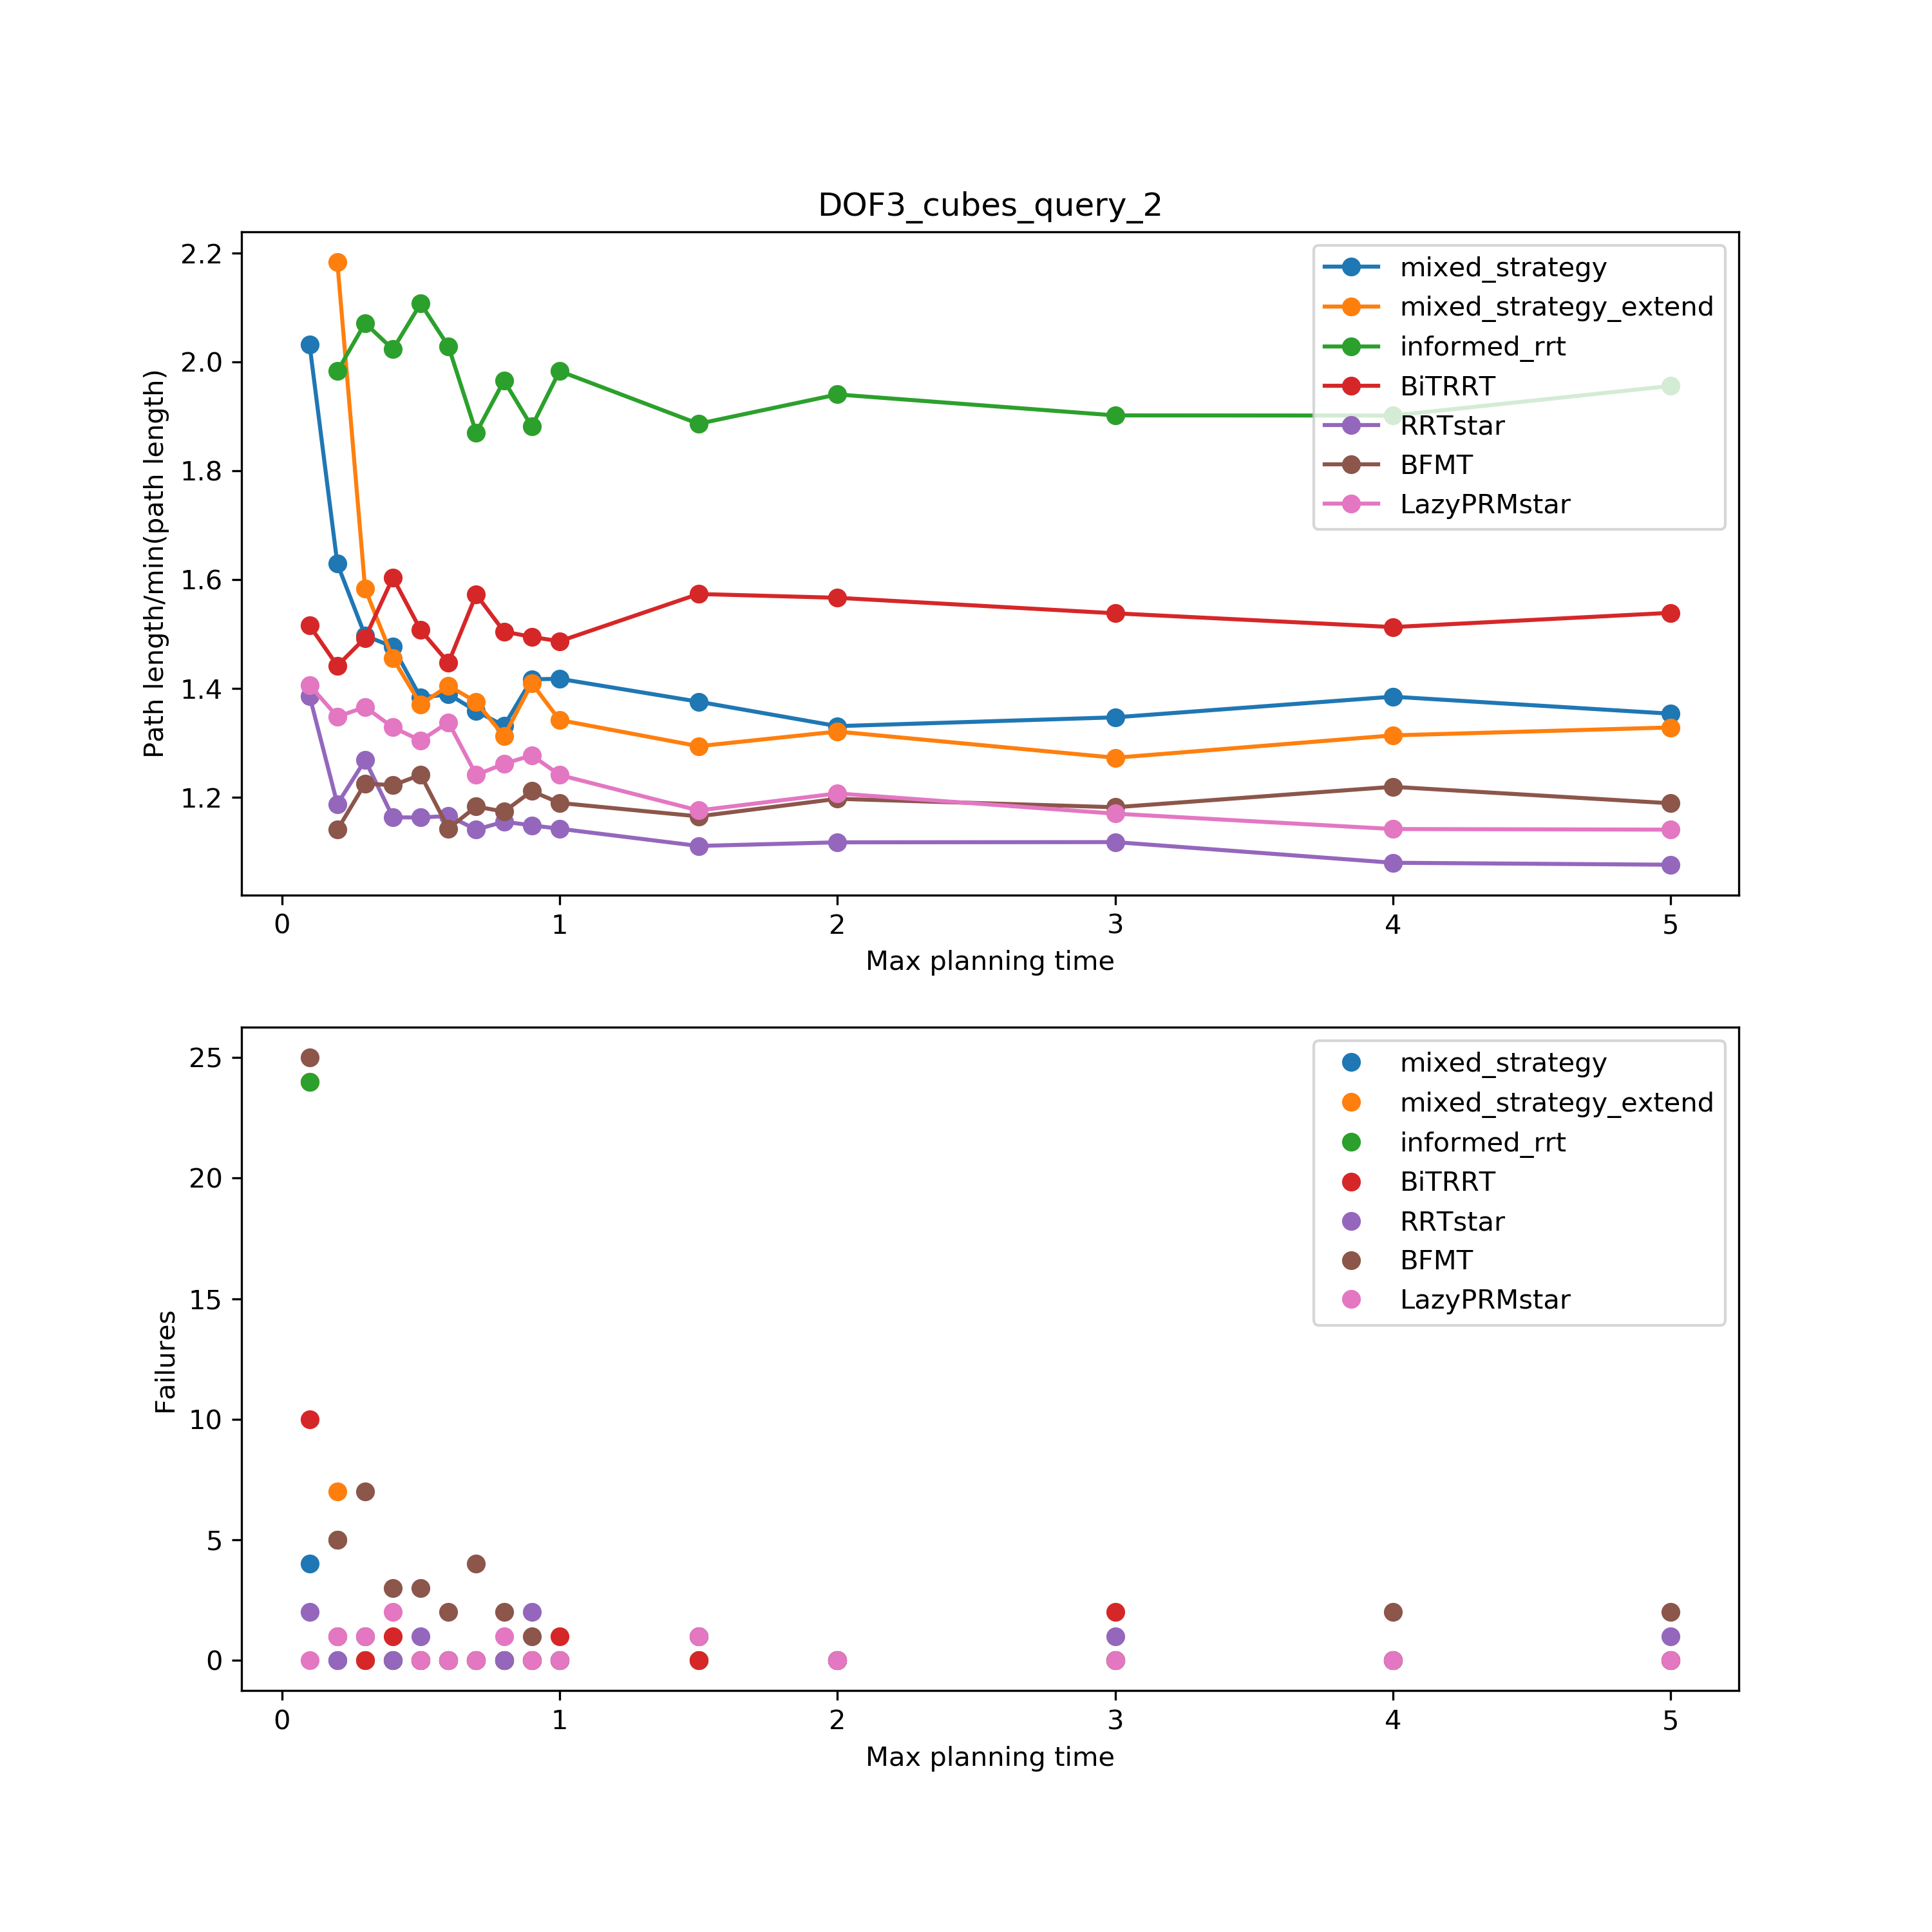 DOF3_cubes_query_2
Path length/min(path length)
2.2
2.0
1.8
1.6
1.4
1.2
mixed_strategy
mixed_strategy_extend
informed_rrt
BiTRRT
RRTstar
BFMT
LazyPRMstar
0 1 2 3 4 5
Max planning time
Failures
25
20
15
10
5
0
mixed_strategy
mixed_strategy_extend
informed_rrt
BiTRRT
RRTstar
BFMT
LazyPRMstar
0 1 2 3 4 5
Max planning time